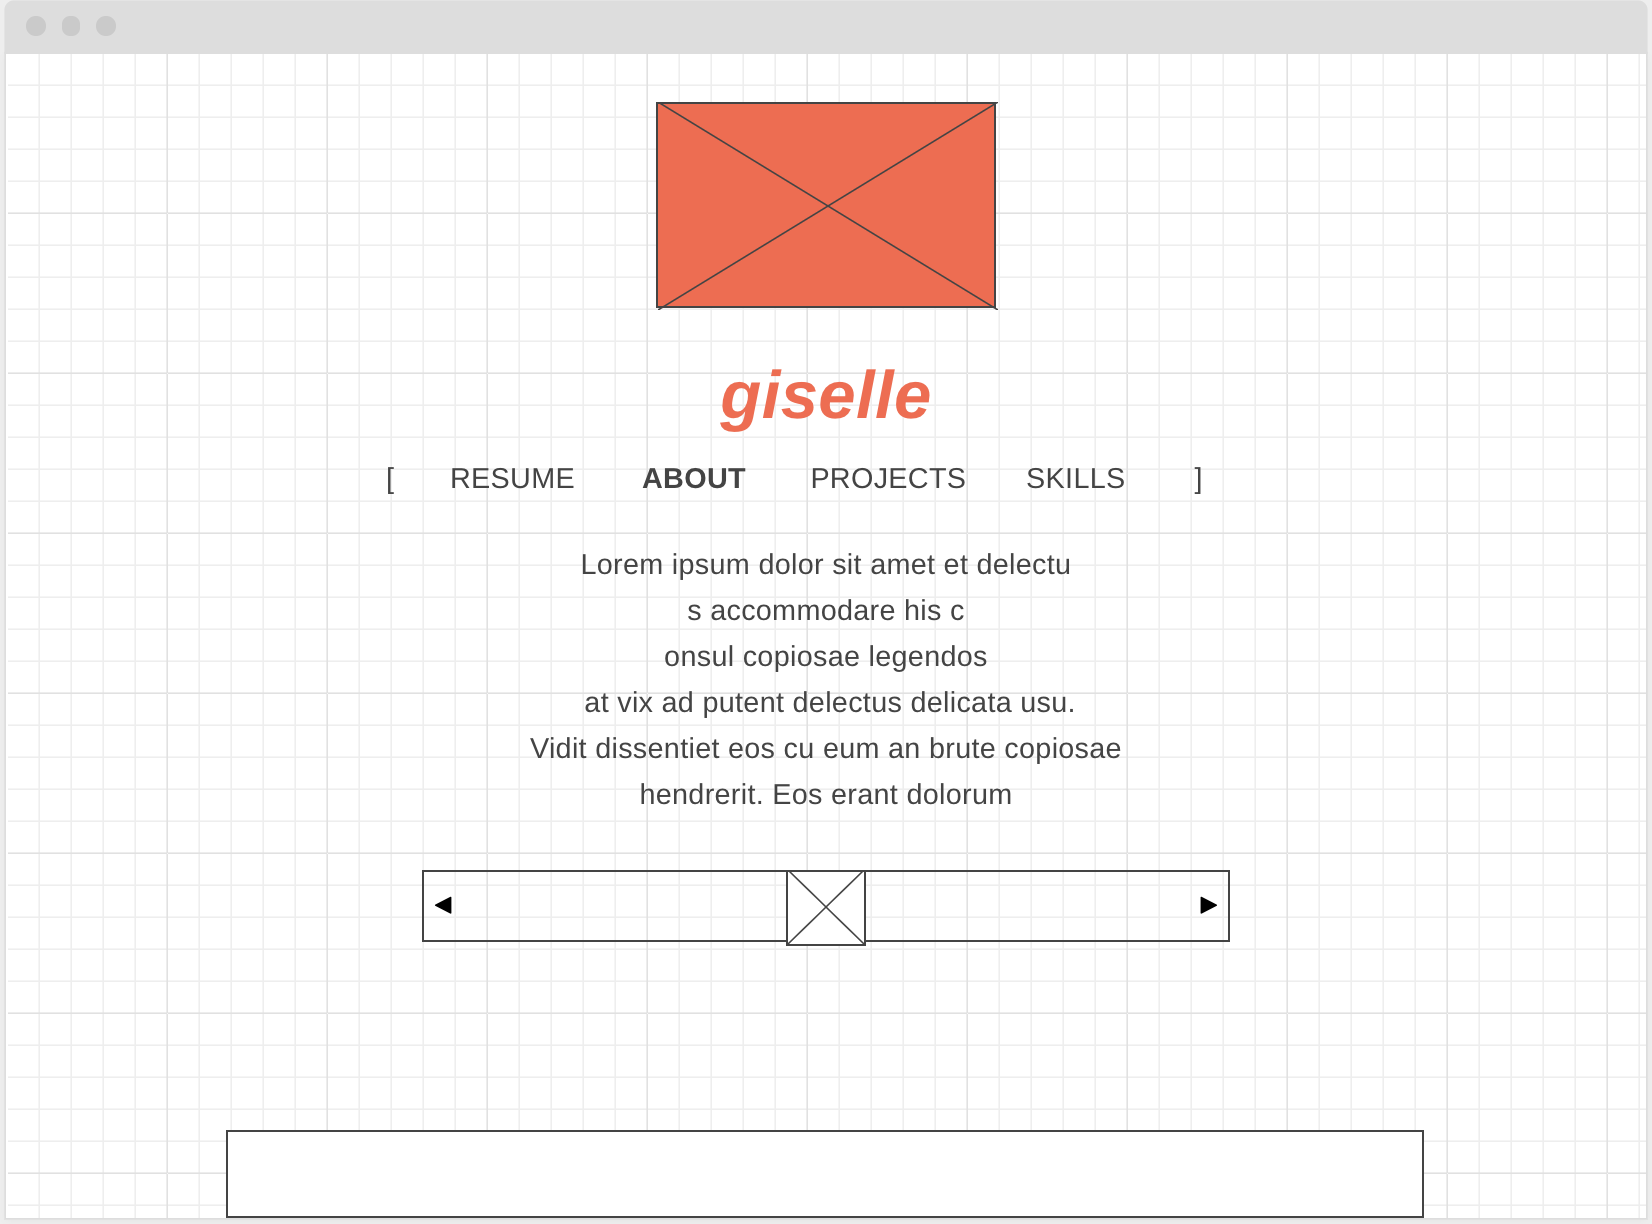 giselle
[ RESUME ABOUT PROJECTS SKILLS ]
Lorem ipsum dolor sit amet et delectu
s accommodare his c
onsul copiosae legendos
at vix ad putent delectus delicata usu.
Vidit dissentiet eos cu eum an brute copiosae
hendrerit. Eos erant dolorum